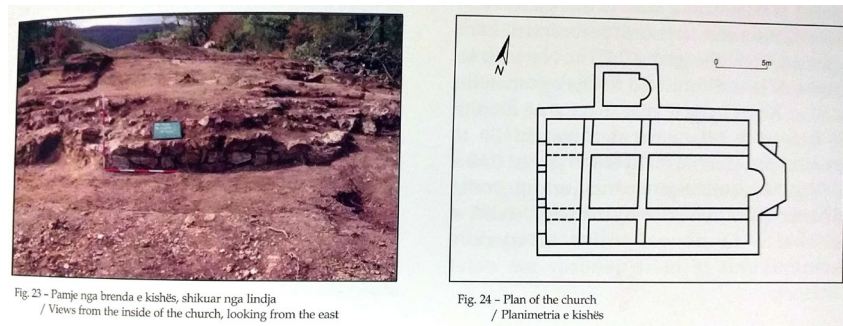 Fig. 23 – Pamje nga brenda e kishës, shikuar nga lindja
/ Views from the inside of the church, looking from the east
N
0 5m
Fig. 24 – Plan of the church
/ Planimetria e kishës